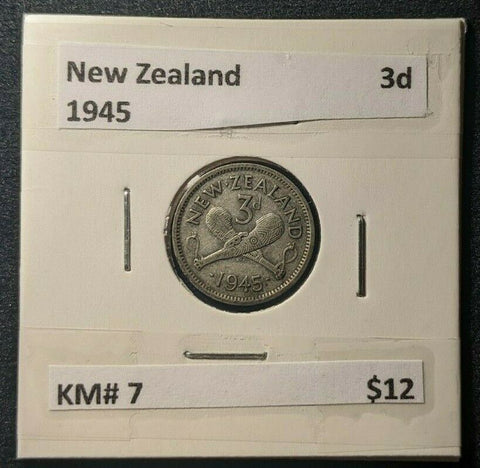 New Zealand 3d
1945
NEW·ZEALAND
3d
·1945·
KM# 7 $12